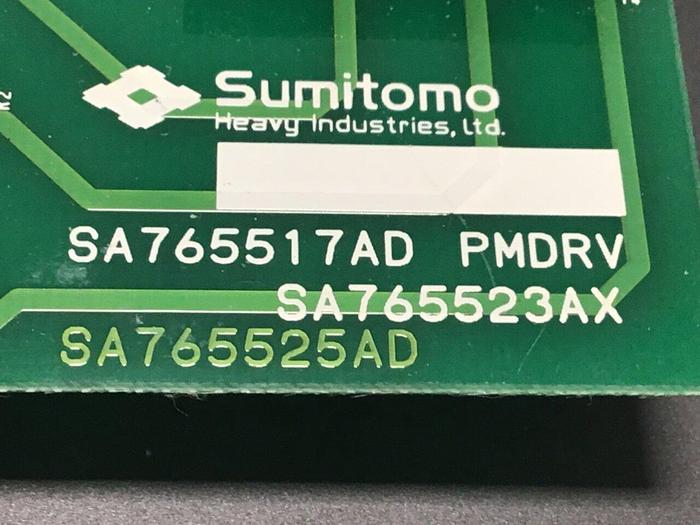 Sumitomo
Heavy Industries, Ltd.
SA765517AD PMDRV
SA765523AX
SA765525AD